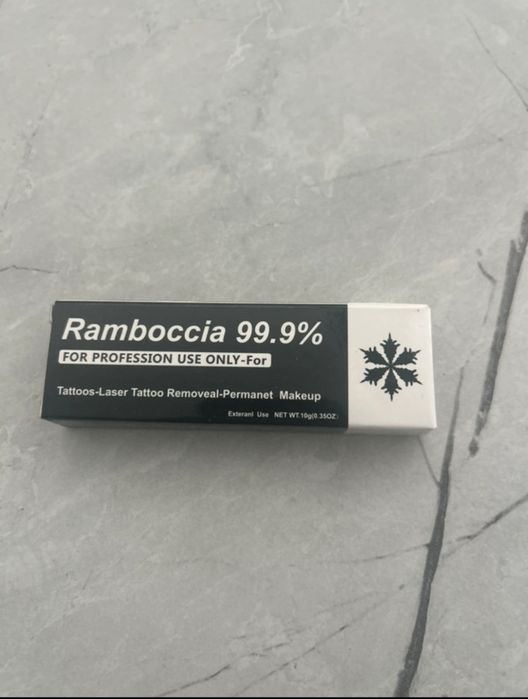 Ramboccia 99.9%
FOR PROFESSION USE ONLY-For
Tattoos-Laser Tattoo Removeal-Permanet Makeup
Exteranl Use NET WT.10g(0.35OZ)